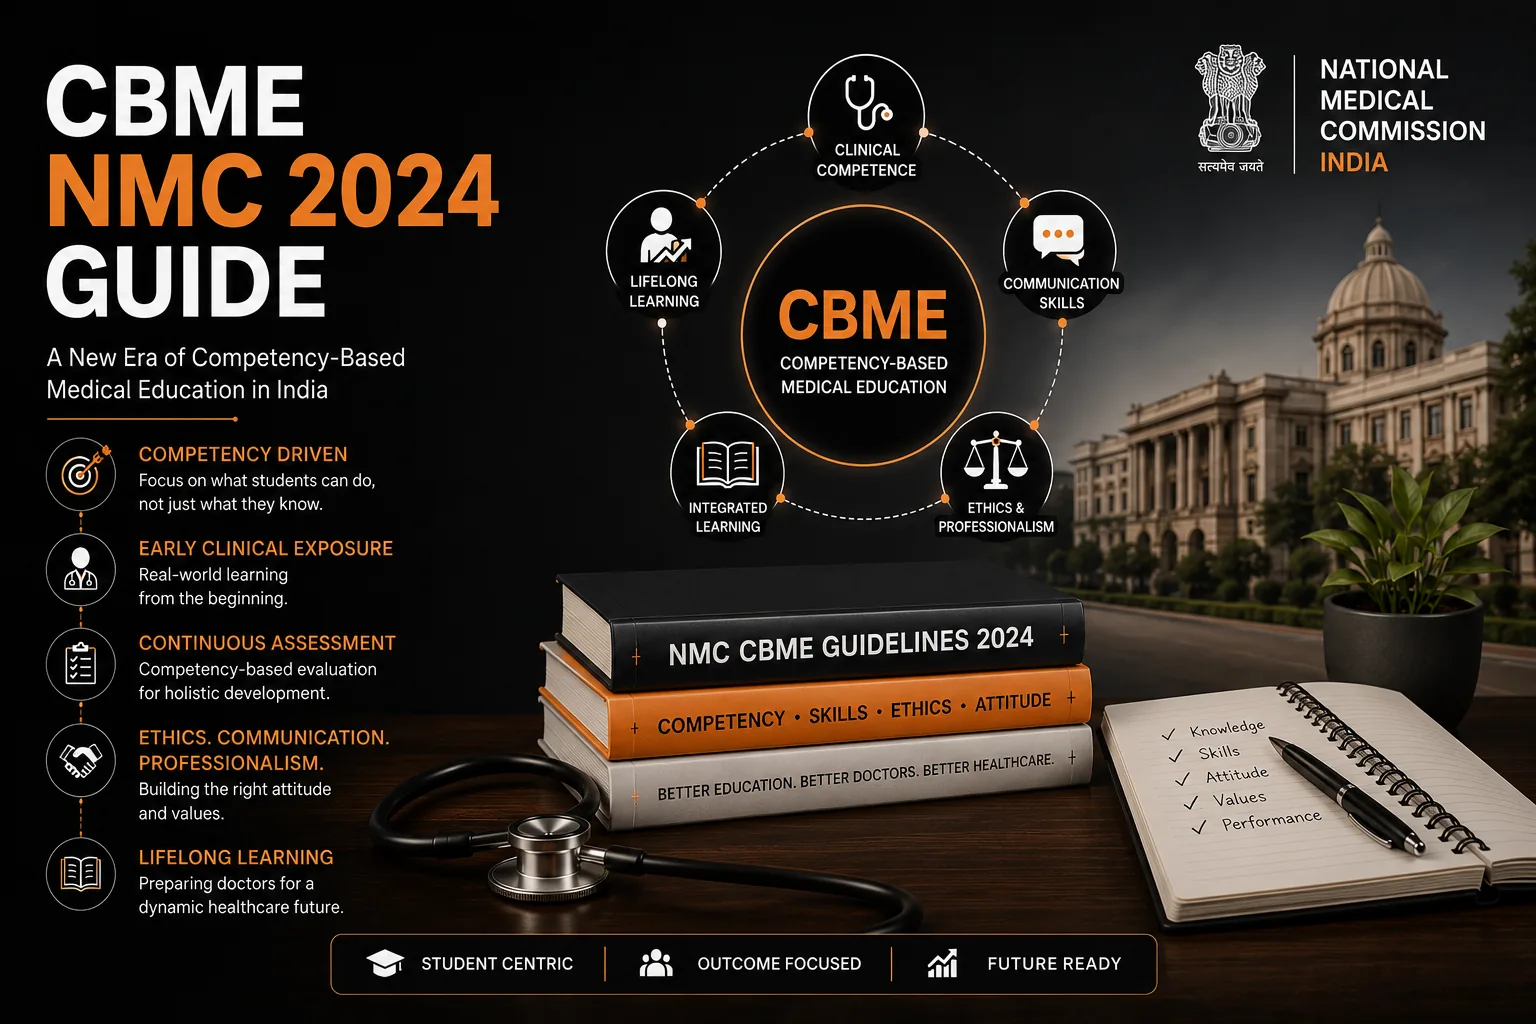 CBME
NMC 2024
GUIDE
A New Era of Competency-Based
Medical Education in India
COMPETENCY DRIVEN
Focus on what students can do,
not just what they know.
EARLY CLINICAL EXPOSURE
Real-world learning
from the beginning.
CONTINUOUS ASSESSMENT
Competency-based evaluation
for holistic development.
ETHICS. COMMUNICATION.
PROFESSIONALISM.
Building the right attitude
and values.
LIFELONG LEARNING
Preparing doctors for a
dynamic healthcare future.
CLINICAL
COMPETENCE
LIFELONG
LEARNING
COMMUNICATION
SKILLS
CBME
COMPETENCY-BASED
MEDICAL EDUCATION
INTEGRATED
LEARNING
ETHICS &
PROFESSIONALISM
सत्यमेव जयते
NATIONAL
MEDICAL
COMMISSION
INDIA
NMC CBME GUIDELINES 2024
COMPETENCY • SKILLS • ETHICS • ATTITUDE
BETTER EDUCATION. BETTER DOCTORS. BETTER HEALTHCARE.
✓ Knowledge
✓ Skills
✓ Attitude
✓ Values
✓ Performance
STUDENT CENTRIC
OUTCOME FOCUSED
FUTURE READY